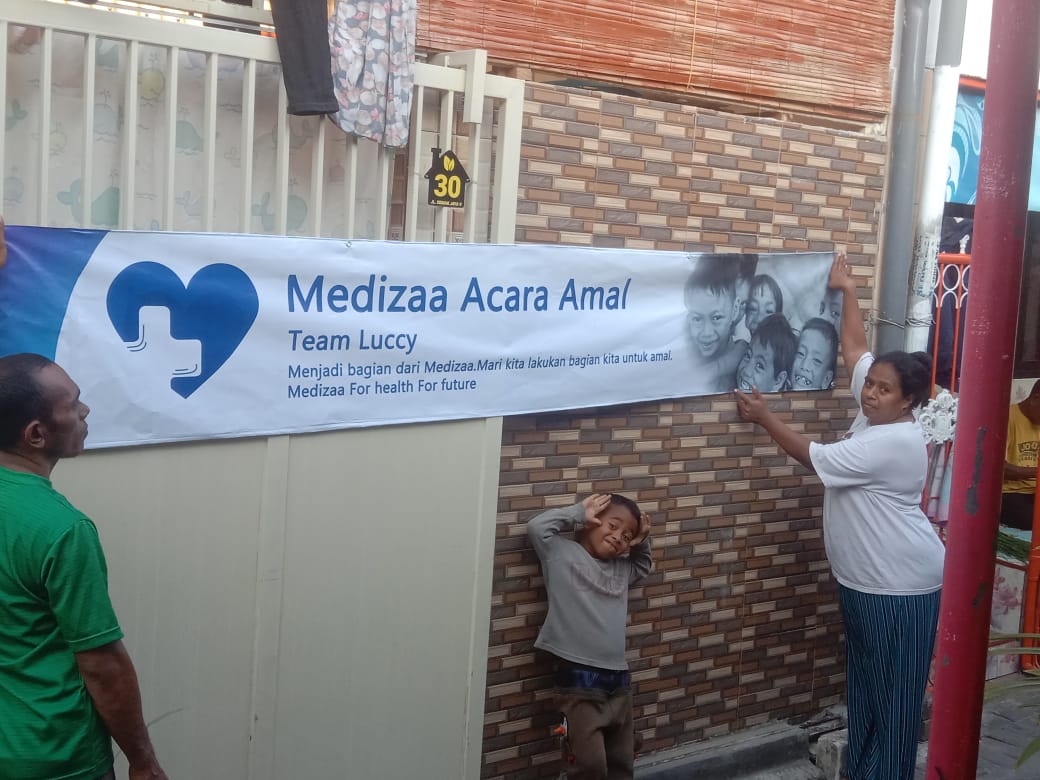 30
Medizaa Acara Amal
Team Luccy
Menjadi bagian dari Medizaa.Mari kita lakukan bagian kita untuk amal.
Medizaa For health For future